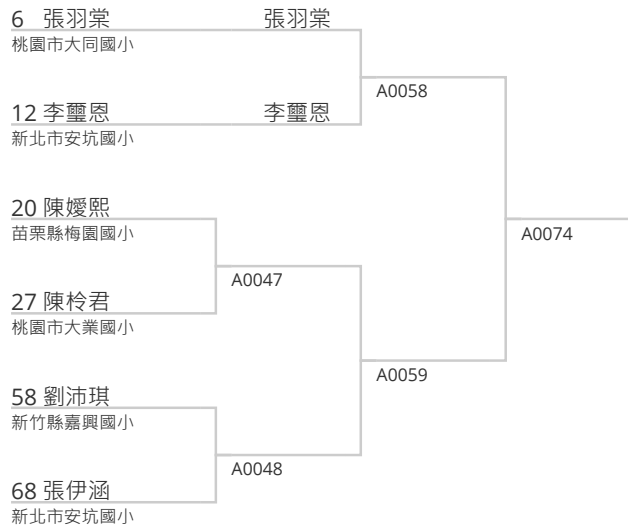 6 張羽棠 張羽棠
桃園市大同國小
A0058
12 李璽恩 李璽恩
新北市安坑國小
20 陳嬡熙
苗栗縣梅園國小
A0074
A0047
27 陳柃君
桃園市大業國小
A0059
58 劉沛琪
新竹縣嘉興國小
A0048
68 張伊涵
新北市安坑國小